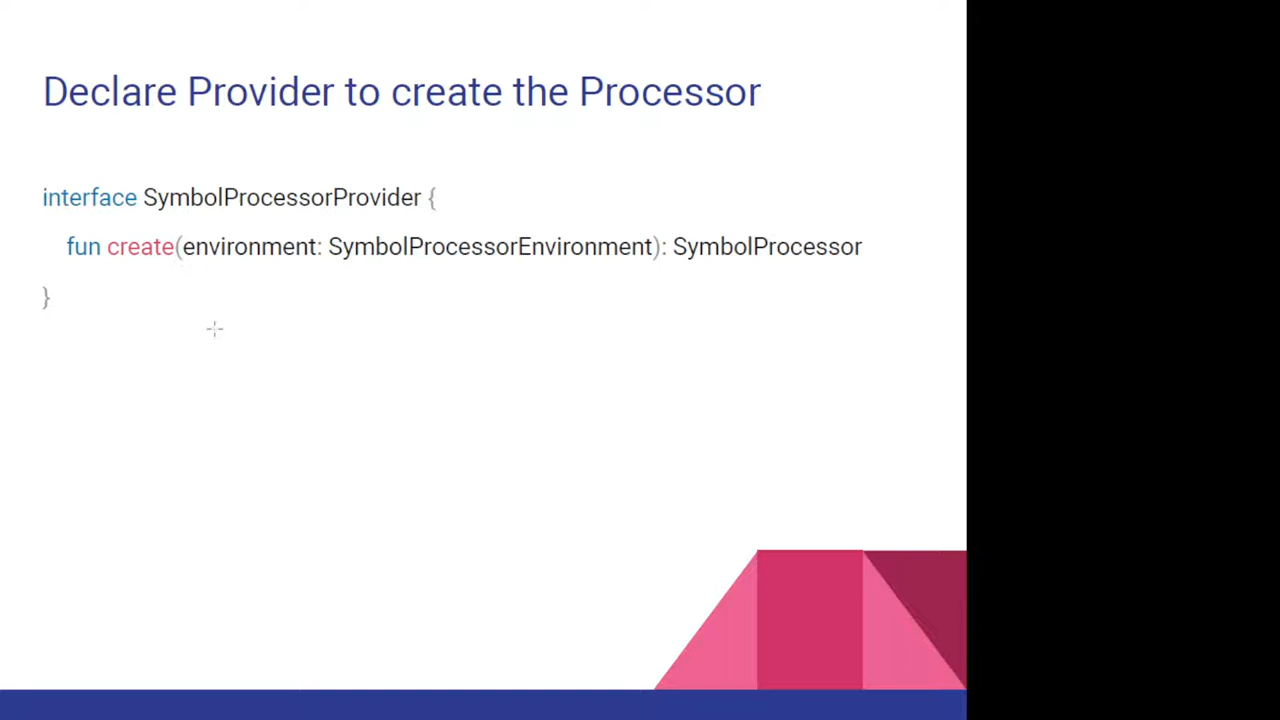 Declare Provider to create the Processor
interface SymbolProcessorProvider {
fun create(environment: SymbolProcessorEnvironment): SymbolProcessor
}